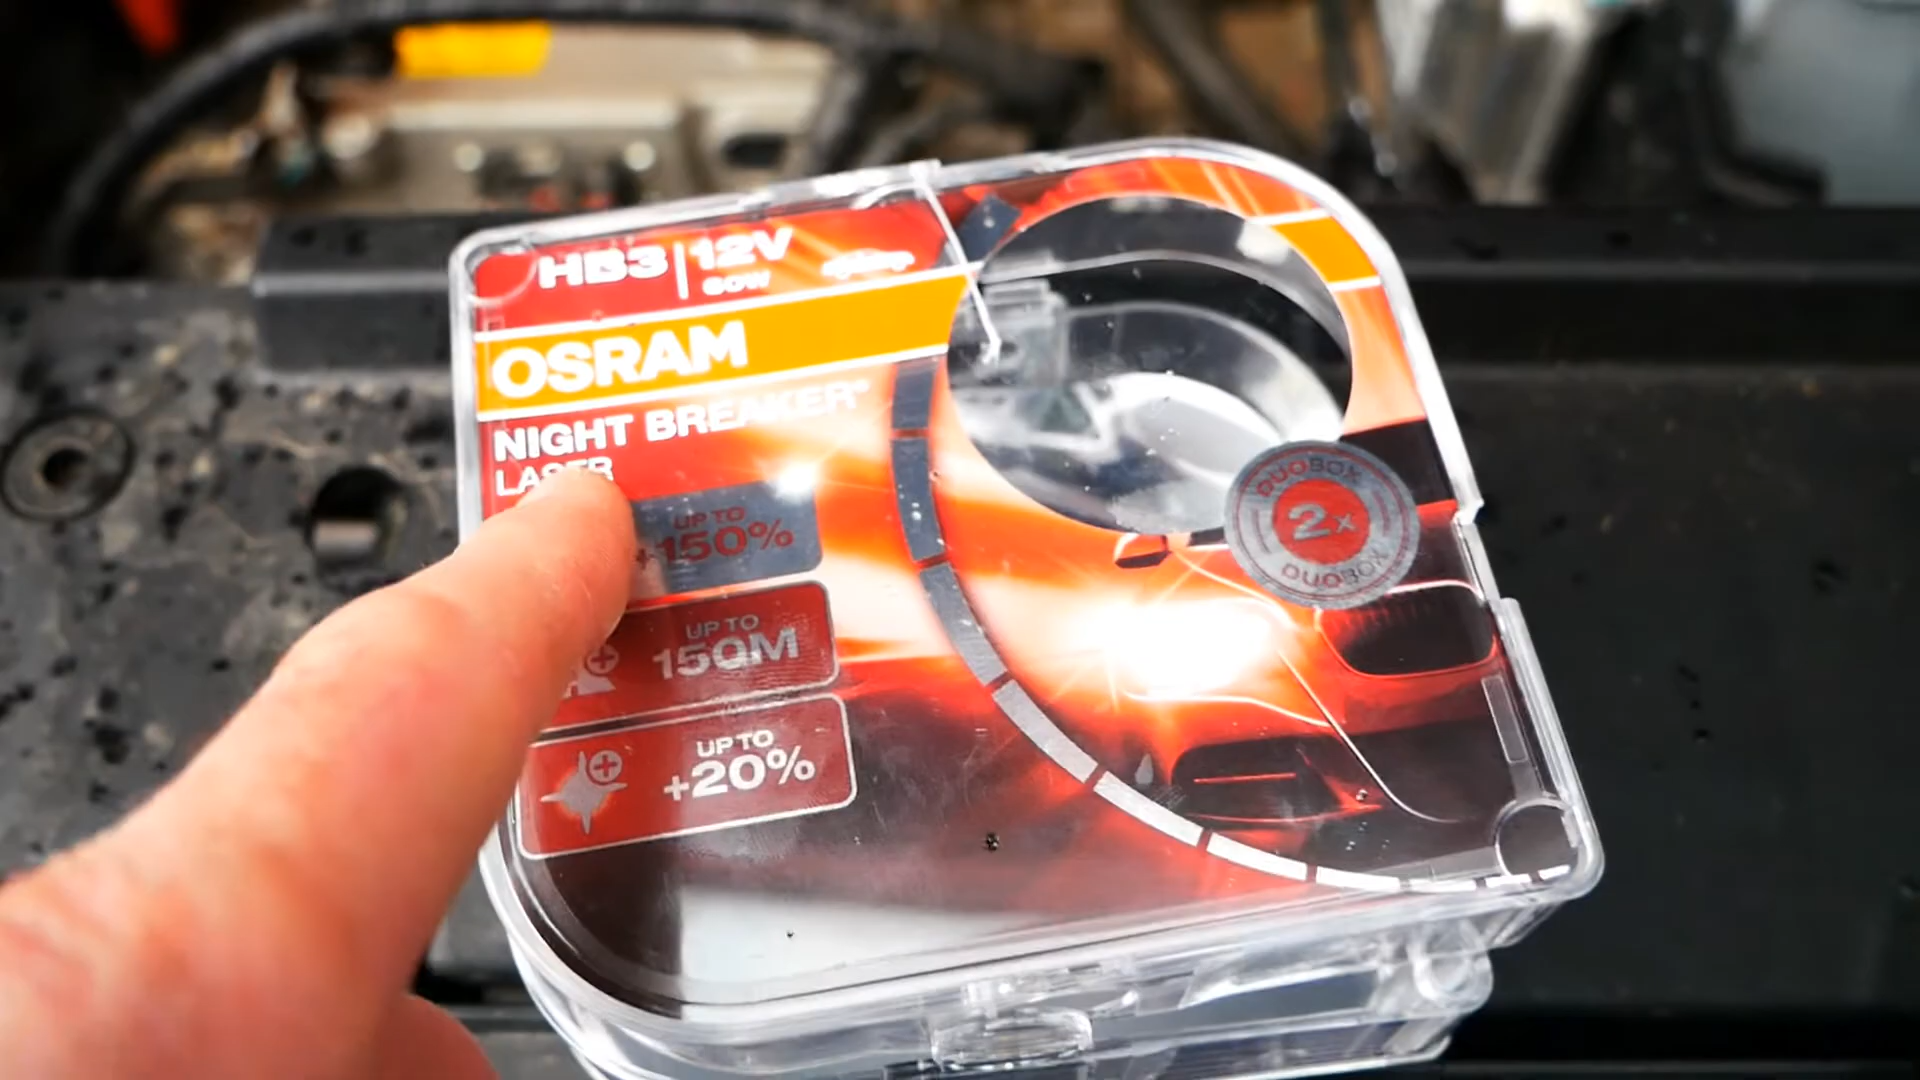 HB3 12V
60W
OSRAM
NIGHT BREAKER®
LASER
UP TO
+150%
UP TO
150M
UP TO
+20%
DUOBOX
2x
DUOBOX